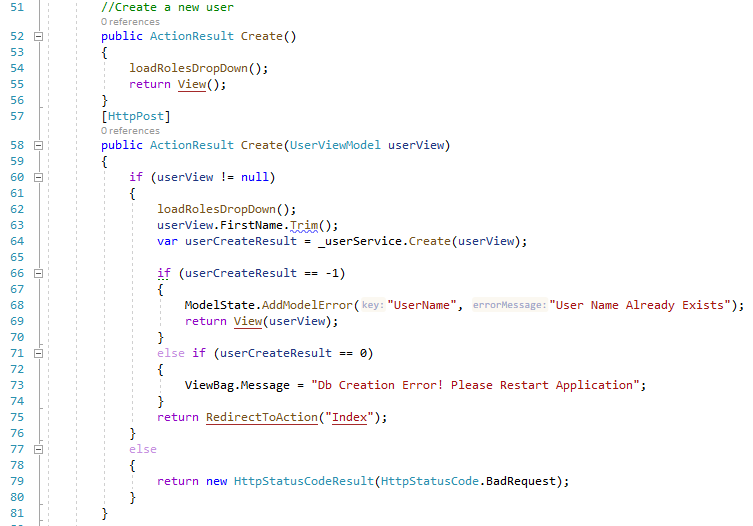 51 //Create a new user
0 references
52 public ActionResult Create()
53 {
54 loadRolesDropDown();
55 return View();
56 }
57 [HttpPost]
0 references
58 public ActionResult Create(UserViewModel userView)
59 {
60 if (userView != null)
61 {
62 loadRolesDropDown();
63 userView.FirstName.Trim();
64 var userCreateResult = _userService.Create(userView);
65
66 if (userCreateResult == -1)
67 {
68 ModelState.AddModelError(key: "UserName", errorMessage: "User Name Already Exists");
69 return View(userView);
70 }
71 else if (userCreateResult == 0)
72 {
73 ViewBag.Message = "Db Creation Error! Please Restart Application";
74 }
75 return RedirectToAction("Index");
76 }
77 else
78 {
79 return new HttpStatusCodeResult(HttpStatusCode.BadRequest);
80 }
81 }